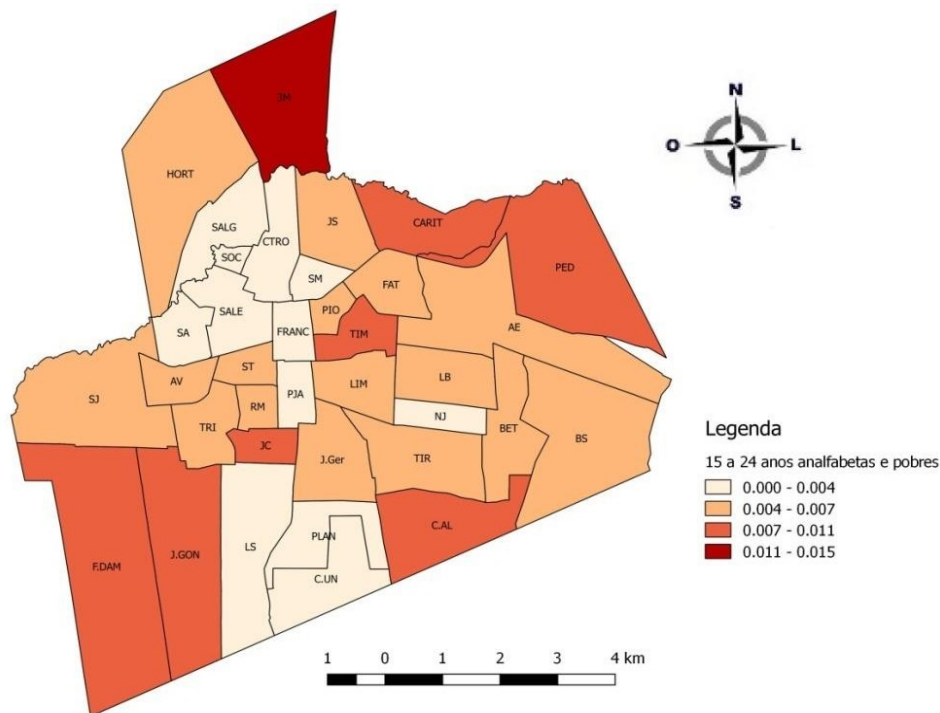 JM
N
O
L
S
HORT
SALG
CTRO
JS
CARIT
SOC
SM
FAT
PED
SALE
PIO
SA
FRANC
TIM
AE
ST
AV
PJA
LIM
LB
SJ
RM
NJ
TRI
BET
BS
JC
J.Ger
TIR
C.AL
PLAN
LS
F.DAM
J.GON
C.UN
Legenda
15 a 24 anos analfabetas e pobres
0.000 - 0.004
0.004 - 0.007
0.007 - 0.011
0.011 - 0.015
1 0 1 2 3 4 km